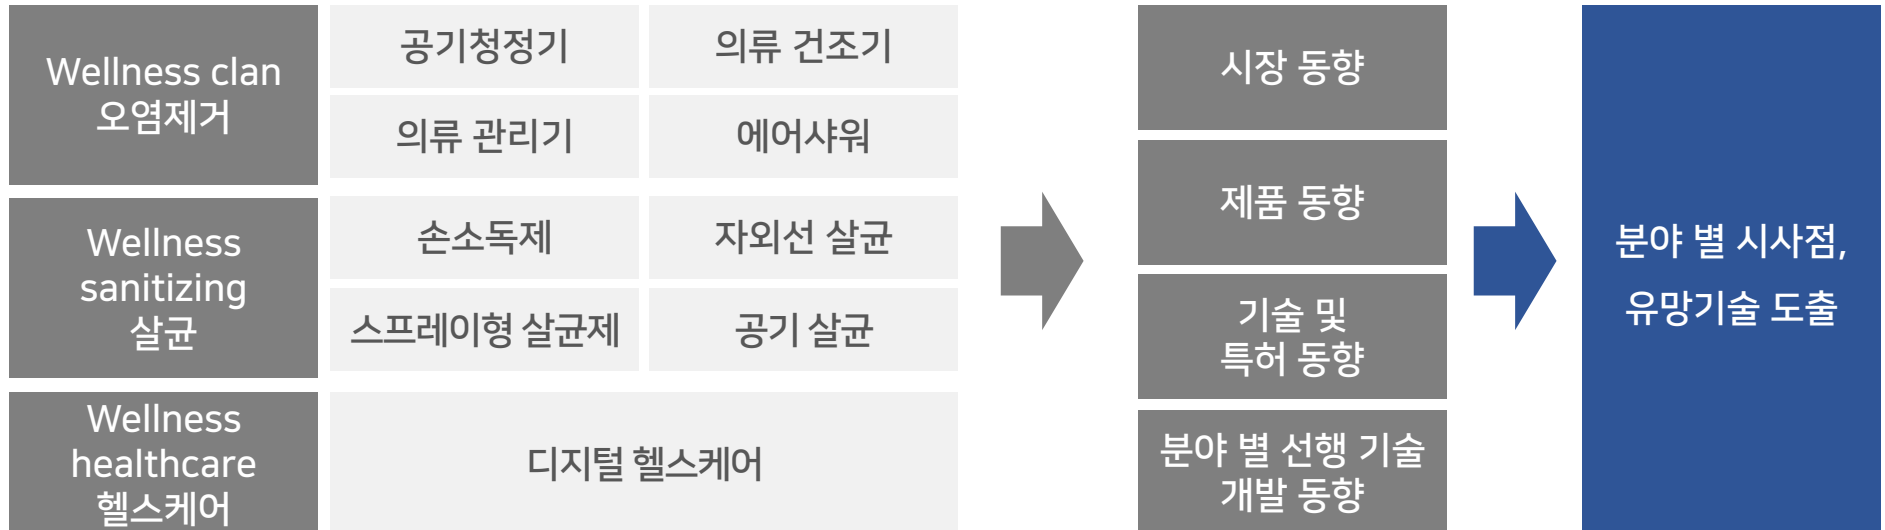 Wellness clan
오염제거
공기청정기
의류 건조기
의류 관리기
에어샤워
Wellness
sanitizing
살균
손소독제
자외선 살균
스프레이형 살균제
공기 살균
Wellness
healthcare
헬스케어
디지털 헬스케어
시장 동향
제품 동향
기술 및
특허 동향
분야 별 선행 기술
개발 동향
분야 별 시사점,
유망기술 도출